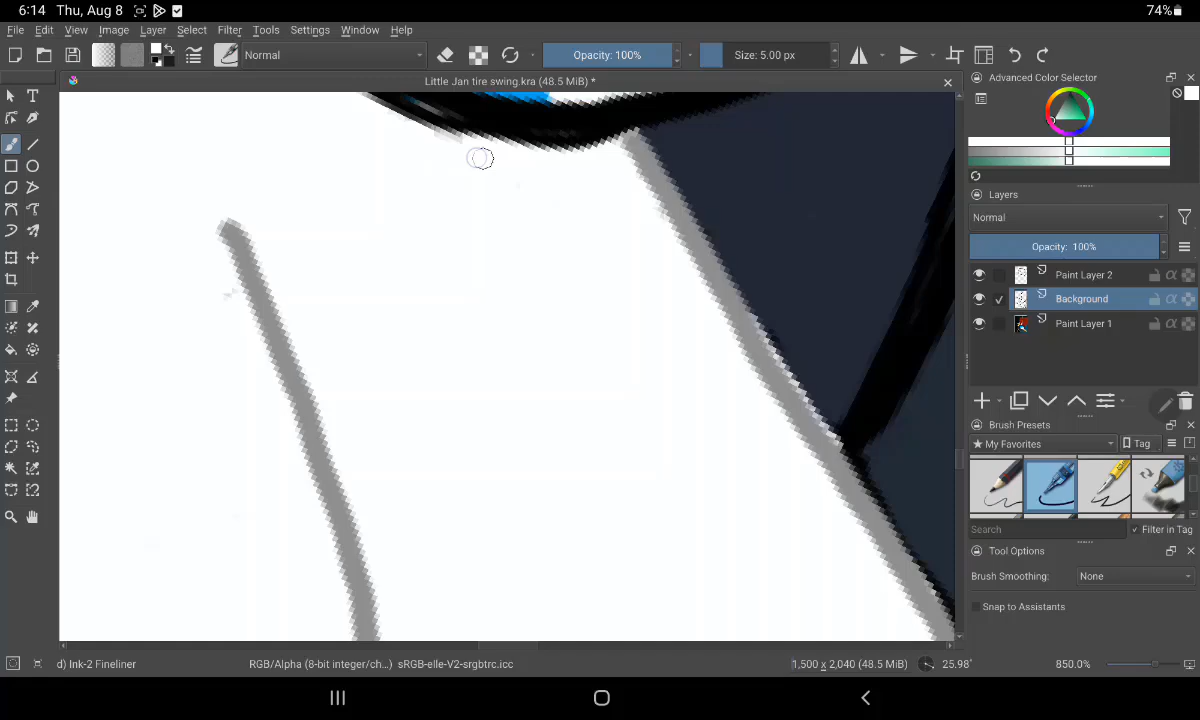 6:14 Thu, Aug 8
74%
File Edit View Image Layer Select Filter Tools Settings Window Help
Normal
Opacity: 100%
Size: 5.00 px
Little Jan tire swing.kra (48.5 MiB) *
Advanced Color Selector
Layers
Normal
Opacity: 100%
Paint Layer 2
Background
Paint Layer 1
Brush Presets
★ My Favorites
Tag
Search
Filter in Tag
Tool Options
Brush Smoothing:
None
Snap to Assistants
d) Ink-2 Fineliner
RGB/Alpha (8-bit integer/ch...) sRGB-elle-V2-srgbtrc.icc
1,500 x 2,040 (48.5 MiB)
25.98°
850.0%